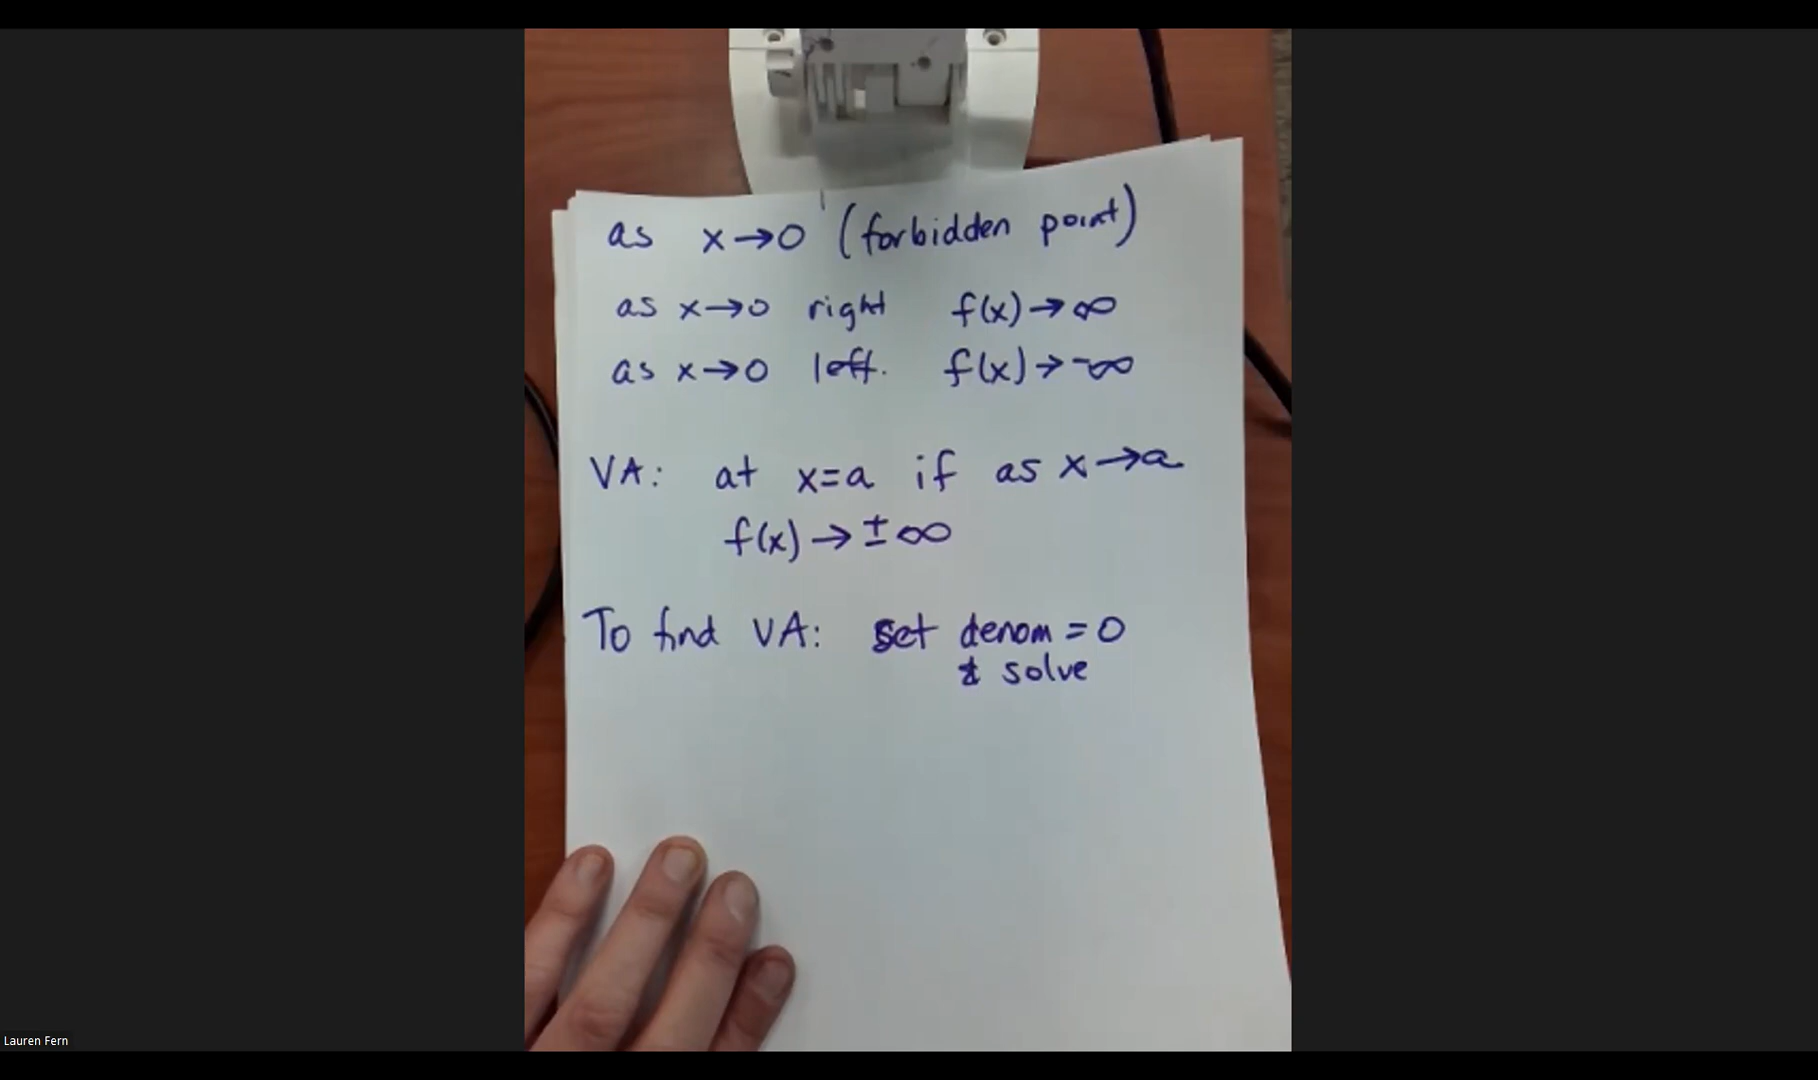 as x→0 (forbidden point)
as x→0 right f(x)→∞
as x→0 left. f(x)→-∞
VA: at x=a if as x→a
f(x)→±∞
To find VA: set denom=0
& solve
Lauren Fern